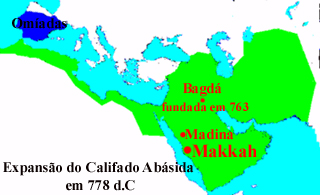 Omíadas
Bagdá
fundada em 763
Madina
Makkah
Expansão do Califado Abásida
em 778 d.C